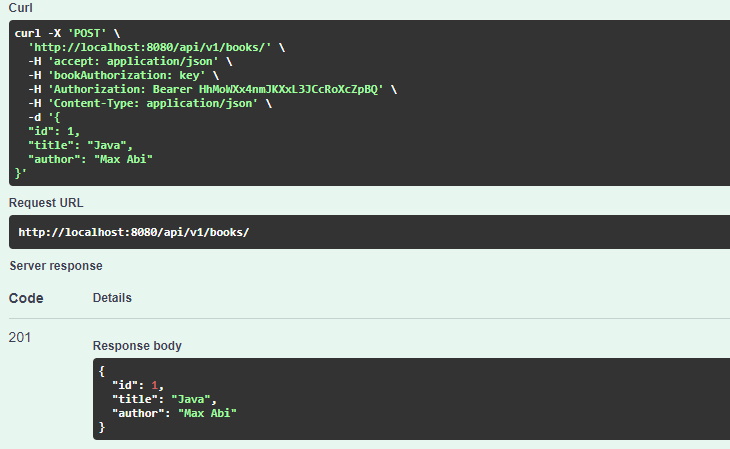 Curl
curl -X 'POST' \
  'http://localhost:8080/api/v1/books/' \
  -H 'accept: application/json' \
  -H 'bookAuthorization: key' \
  -H 'Authorization: Bearer HhMoWXx4nmJKXxL3JCcRoXcZpBQ' \
  -H 'Content-Type: application/json' \
  -d '{
  "id": 1,
  "title": "Java",
  "author": "Max Abi"
}'
Request URL
http://localhost:8080/api/v1/books/
Server response
Code Details
201
Response body
{
  "id": 1,
  "title": "Java",
  "author": "Max Abi"
}